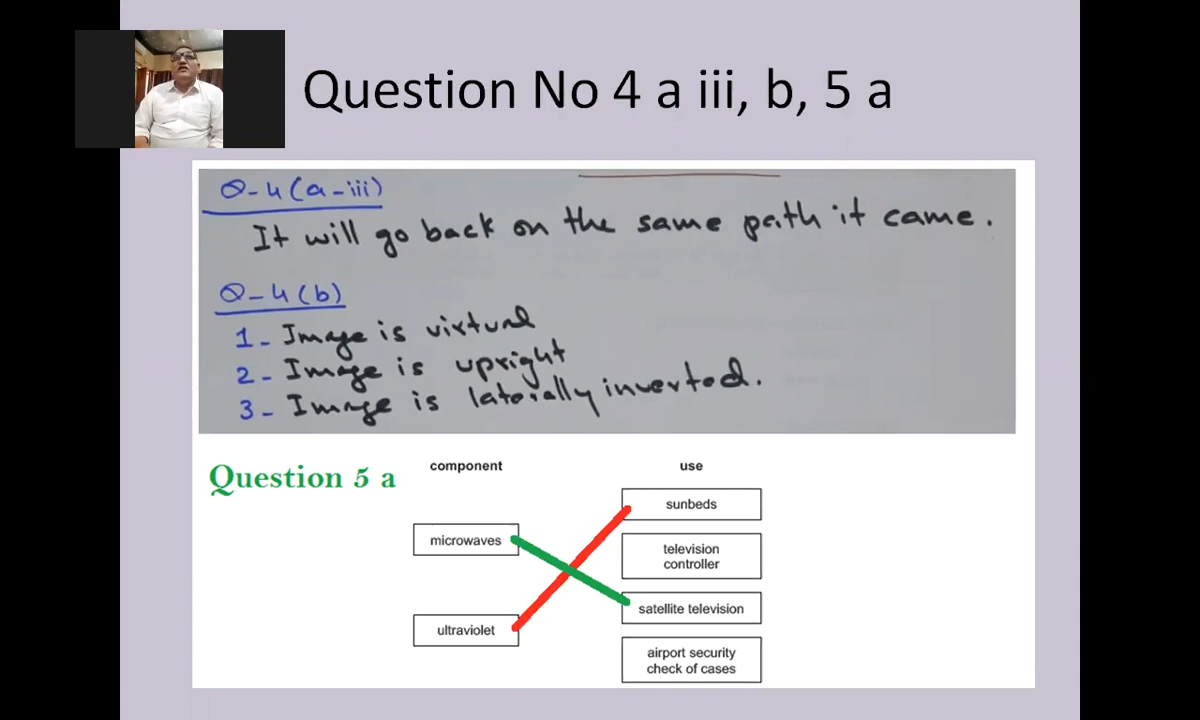 Question No 4 a iii, b, 5 a
Q-4(a-iii)
It will go back on the same path it came.
Q-4(b)
1- Image is virtual
2- Image is upright
3- Image is laterally inverted.
Question 5 a
component
use
sunbeds
microwaves
television
controller
satellite television
ultraviolet
airport security
check of cases